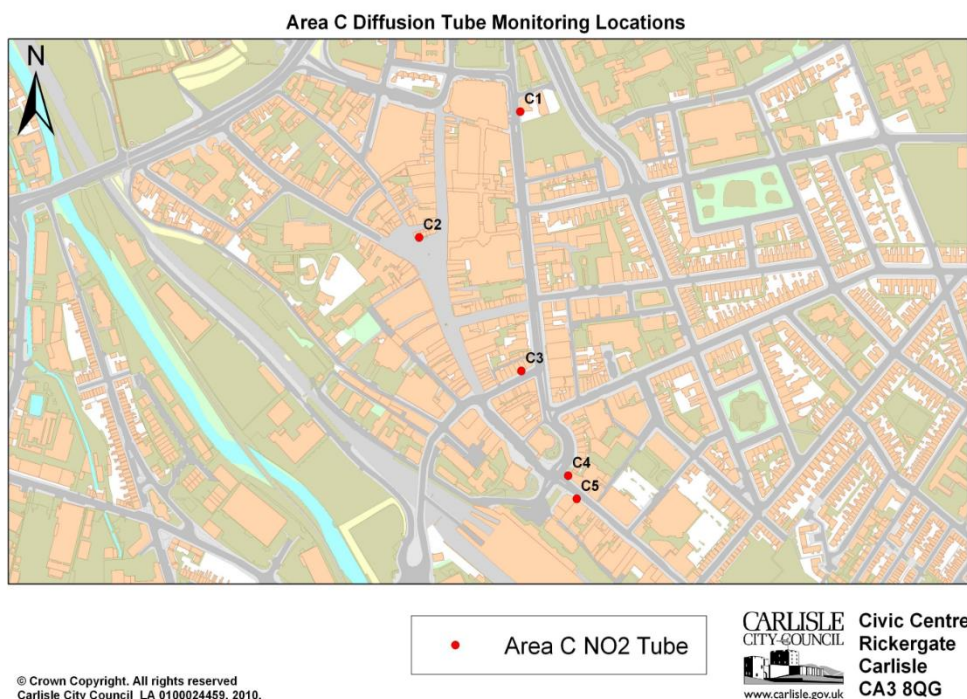 Area C Diffusion Tube Monitoring Locations
N
C1
C2
C3
C4
C5
Area C NO2 Tube
CARLISLE
CITY COUNCIL
www.carlisle.gov.uk
Civic Centre
Rickergate
Carlisle
CA3 8QG
© Crown Copyright. All rights reserved
Carlisle City Council LA 0100024459, 2010.